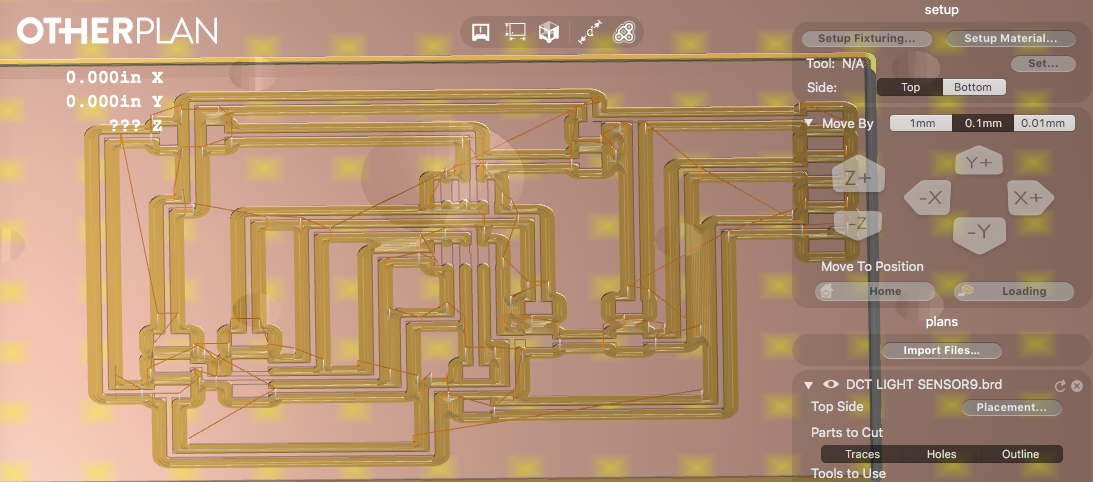 OTHERPLAN
0.000in X
0.000in Y
??? Z
d
setup
Setup Fixturing...
Setup Material...
Tool: N/A
Set...
Side:
Top
Bottom
Move By
1mm
0.1mm
0.01mm
Z+
Y+
-X
X+
-Z
-Y
Move To Position
Home
Loading
plans
Import Files...
DCT LIGHT SENSOR9.brd
Top Side
Placement...
Parts to Cut
Traces
Holes
Outline
Tools to Use